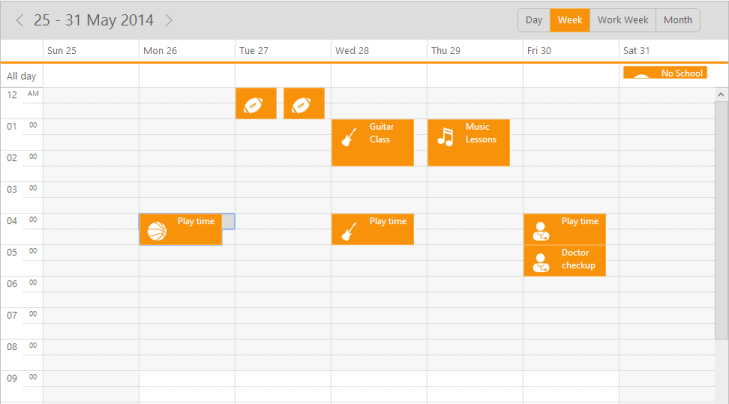 25 - 31 May 2014
Day Week Work Week Month
Sun 25 Mon 26 Tue 27 Wed 28 Thu 29 Fri 30 Sat 31
All day
No School
12 AM
01 00
Guitar
Class
Music
Lessons
02 00
03 00
04 00
Play time
Play time
Play time
05 00
Doctor
checkup
06 00
07 00
08 00
09 00